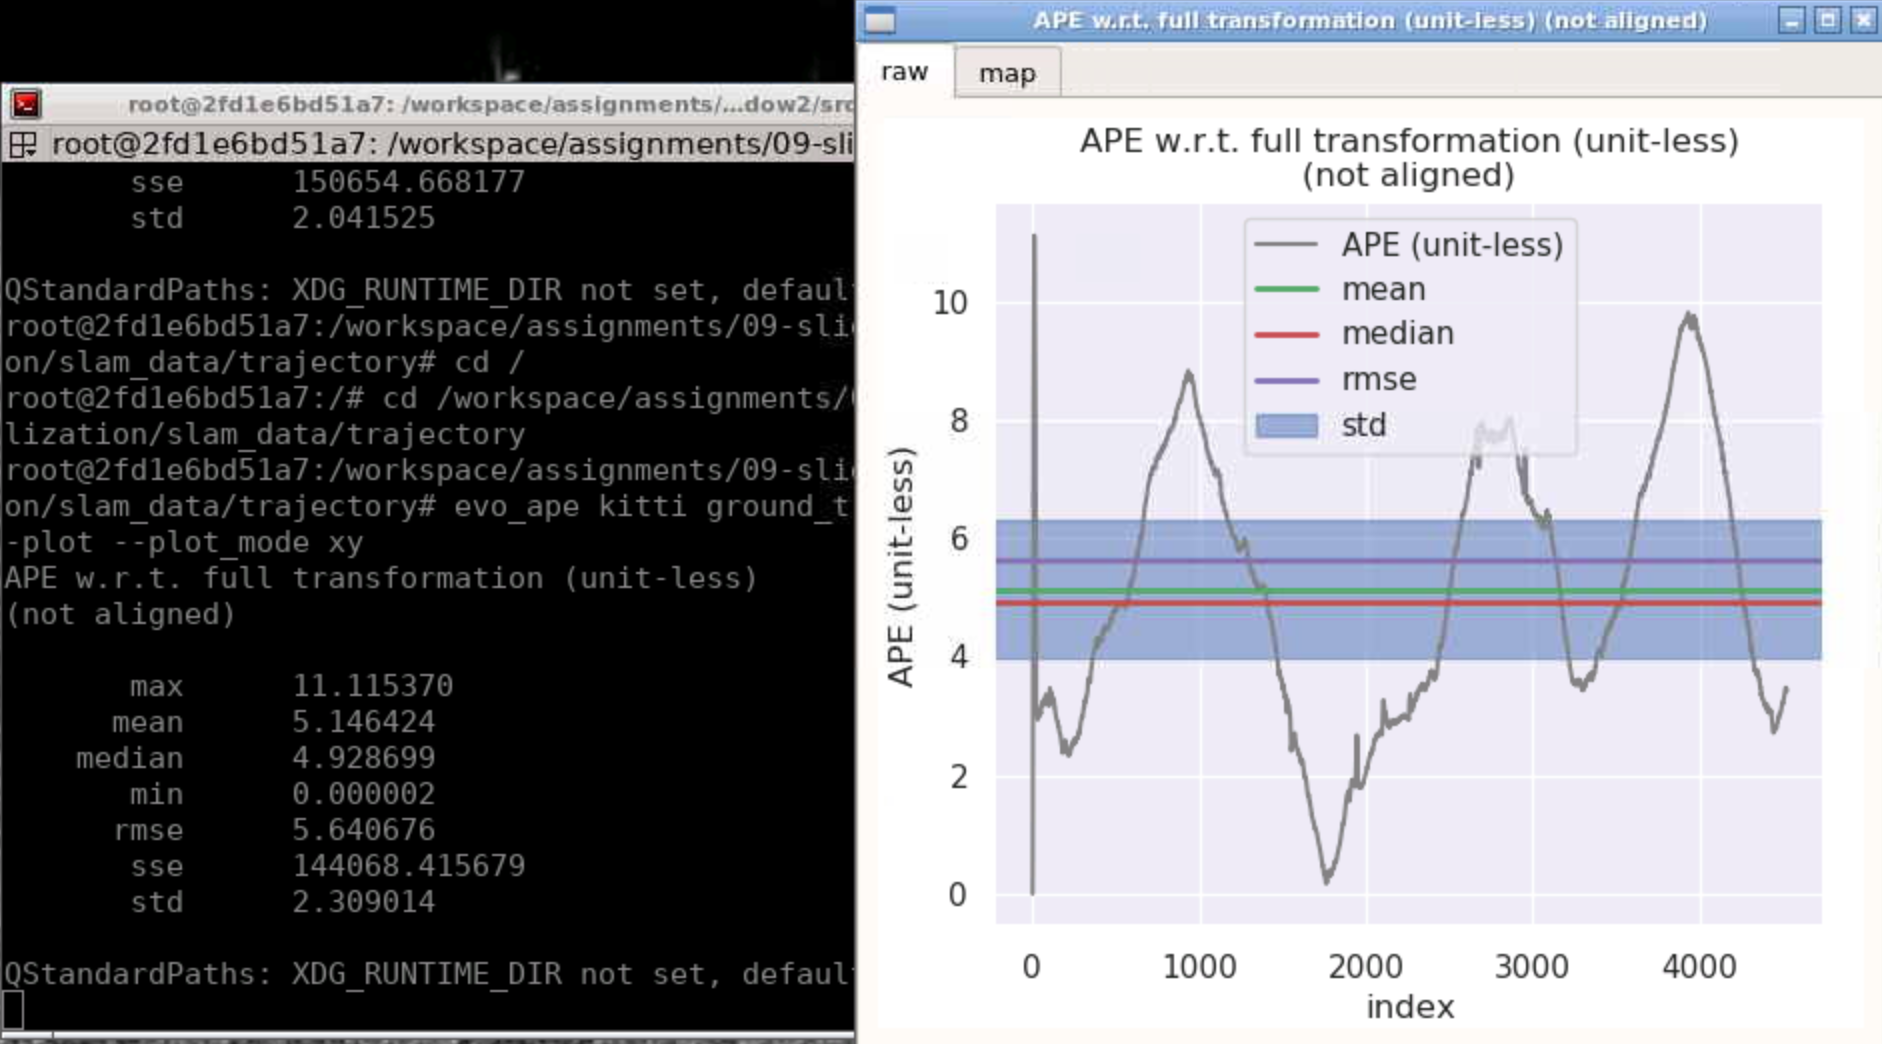 root@2fd1e6bd51a7: /workspace/assignments/...dow2/src
root@2fd1e6bd51a7: /workspace/assignments/09-sli
sse 150654.668177
std 2.041525
QStandardPaths: XDG_RUNTIME_DIR not set, defaul
root@2fd1e6bd51a7:/workspace/assignments/09-sli
on/slam_data/trajectory# cd /
root@2fd1e6bd51a7:/# cd /workspace/assignments/
lization/slam_data/trajectory
root@2fd1e6bd51a7:/workspace/assignments/09-sli
on/slam_data/trajectory# evo_ape kitti ground_t
-plot --plot_mode xy
APE w.r.t. full transformation (unit-less)
(not aligned)
max 11.115370
mean 5.146424
median 4.928699
min 0.000002
rmse 5.640676
sse 144068.415679
std 2.309014
QStandardPaths: XDG_RUNTIME_DIR not set, defaul
APE w.r.t. full transformation (unit-less) (not aligned)
raw map
APE w.r.t. full transformation (unit-less)
(not aligned)
APE (unit-less)
mean
median
rmse
std
APE (unit-less)
10
8
6
4
2
0
0 1000 2000 3000 4000
index